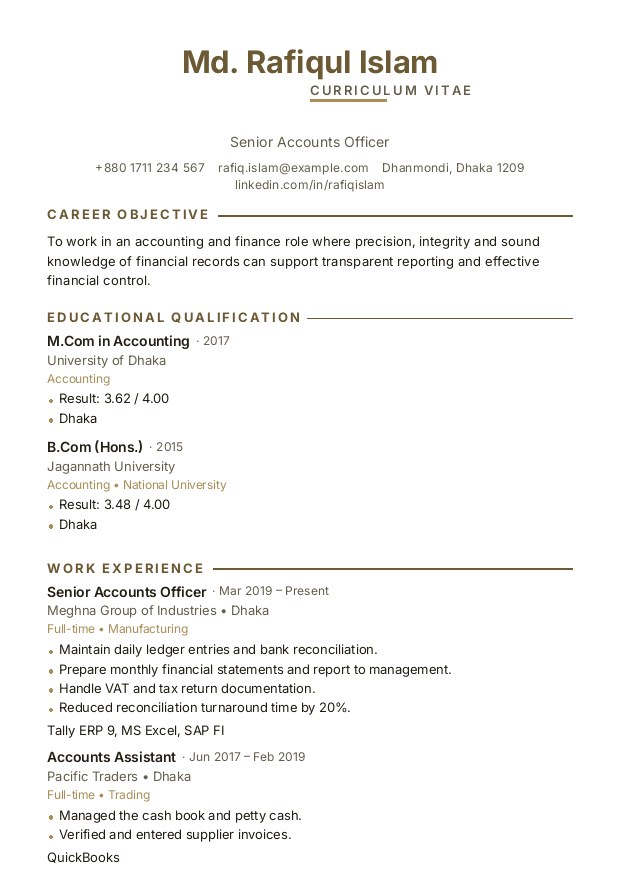 Md. Rafiqul Islam
CURRICULUM VITAE
Senior Accounts Officer
+880 1711 234 567 rafiq.islam@example.com Dhanmondi, Dhaka 1209
linkedin.com/in/rafiqislam
CAREER OBJECTIVE
To work in an accounting and finance role where precision, integrity and sound
knowledge of financial records can support transparent reporting and effective
financial control.
EDUCATIONAL QUALIFICATION
M.Com in Accounting · 2017
University of Dhaka
Accounting
• Result: 3.62 / 4.00
• Dhaka
B.Com (Hons.) · 2015
Jagannath University
Accounting • National University
• Result: 3.48 / 4.00
• Dhaka
WORK EXPERIENCE
Senior Accounts Officer · Mar 2019 – Present
Meghna Group of Industries • Dhaka
Full-time • Manufacturing
• Maintain daily ledger entries and bank reconciliation.
• Prepare monthly financial statements and report to management.
• Handle VAT and tax return documentation.
• Reduced reconciliation turnaround time by 20%.
Tally ERP 9, MS Excel, SAP FI
Accounts Assistant · Jun 2017 – Feb 2019
Pacific Traders • Dhaka
Full-time • Trading
• Managed the cash book and petty cash.
• Verified and entered supplier invoices.
QuickBooks